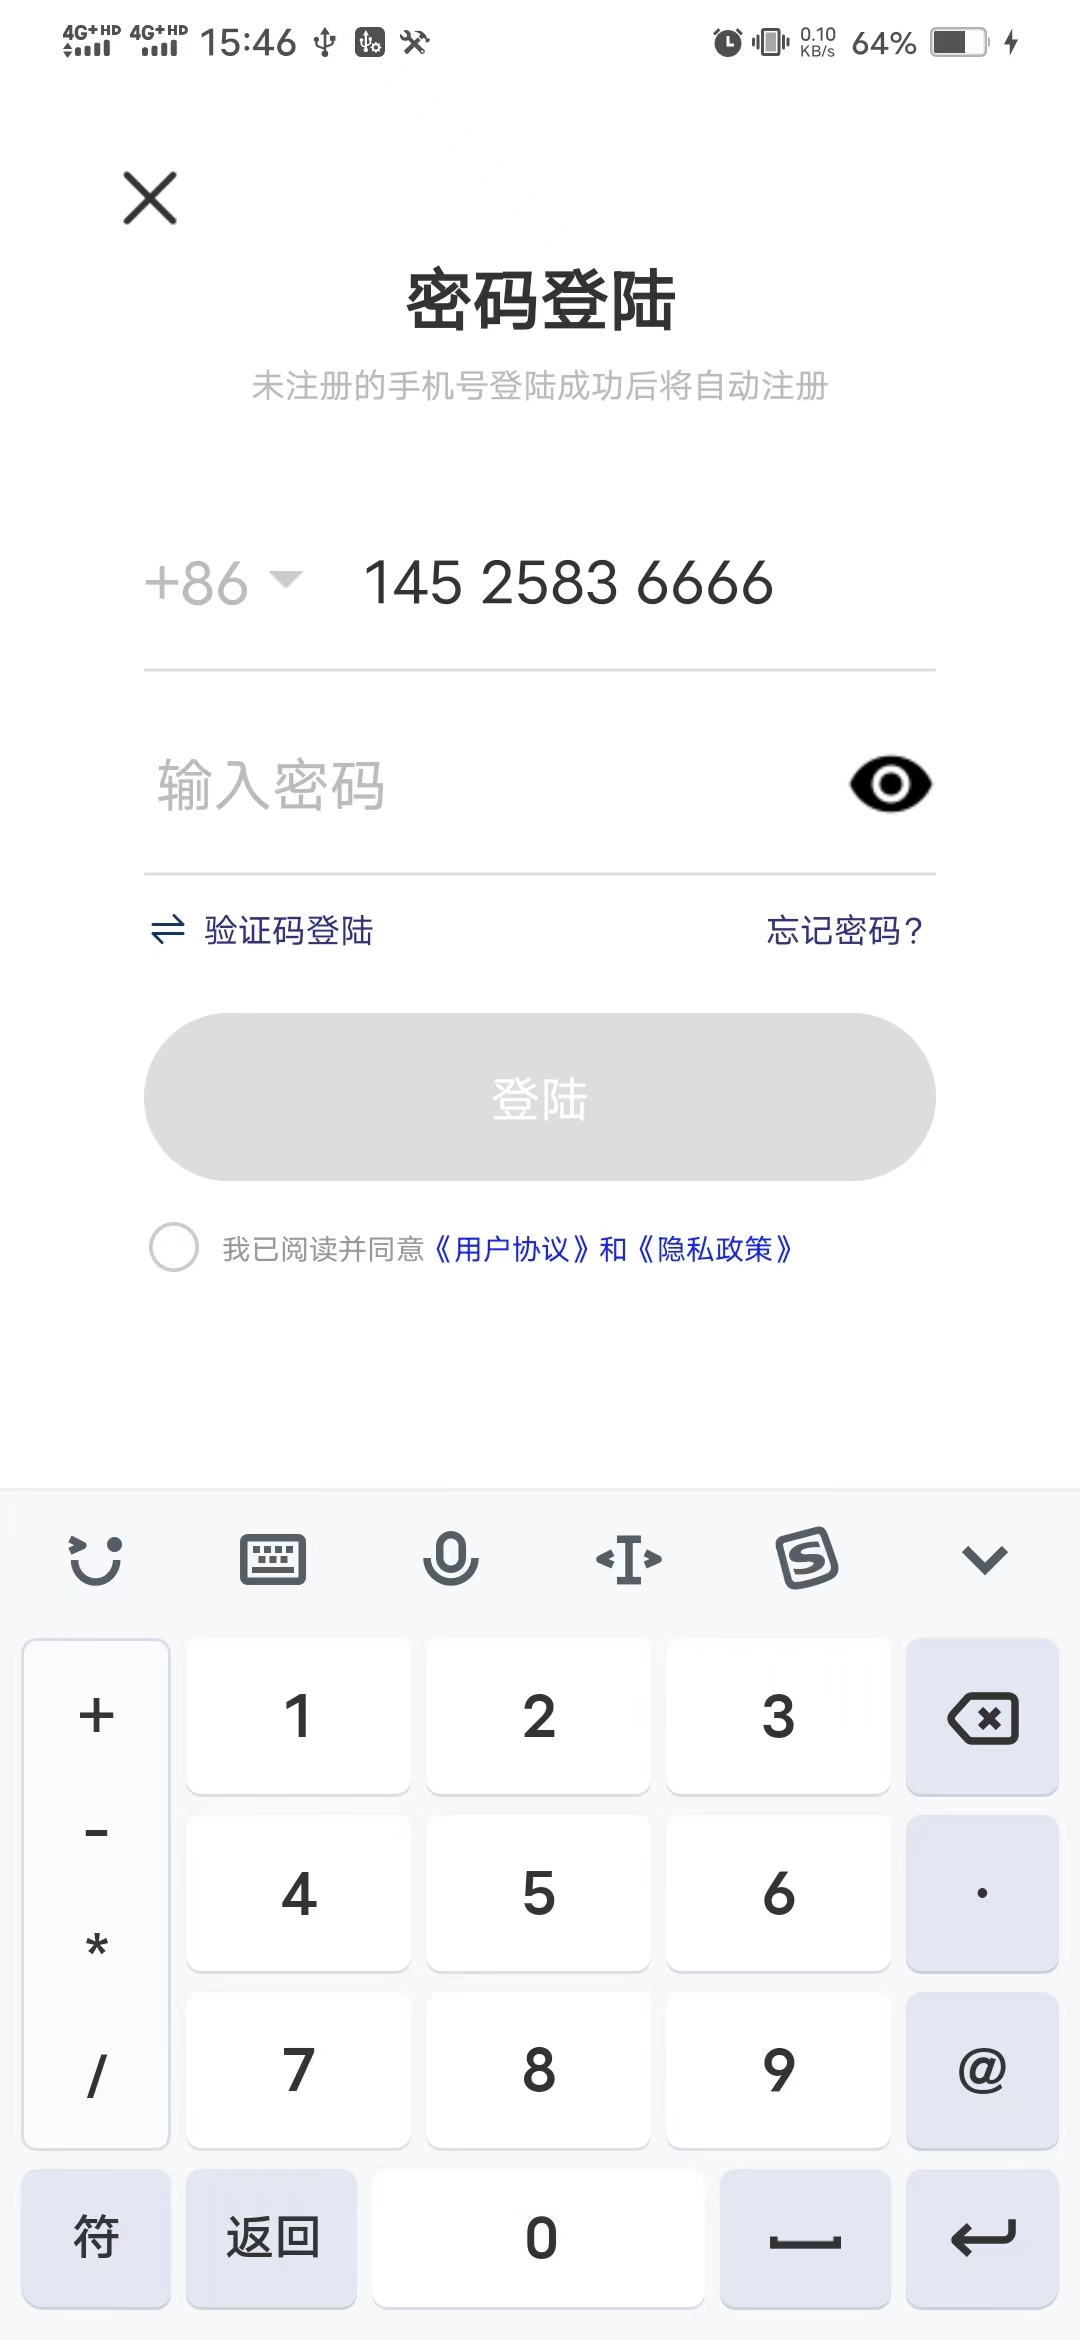 4G+HD 4G+HD 15:46 0.10 KB/s 64%
密码登陆
未注册的手机号登陆成功后将自动注册
+86 145 2583 6666
输入密码
验证码登陆 忘记密码?
登陆
我已阅读并同意《用户协议》和《隐私政策》
+ 1 2 3
- 4 5 6 .
*
/ 7 8 9 @
符 返回 0